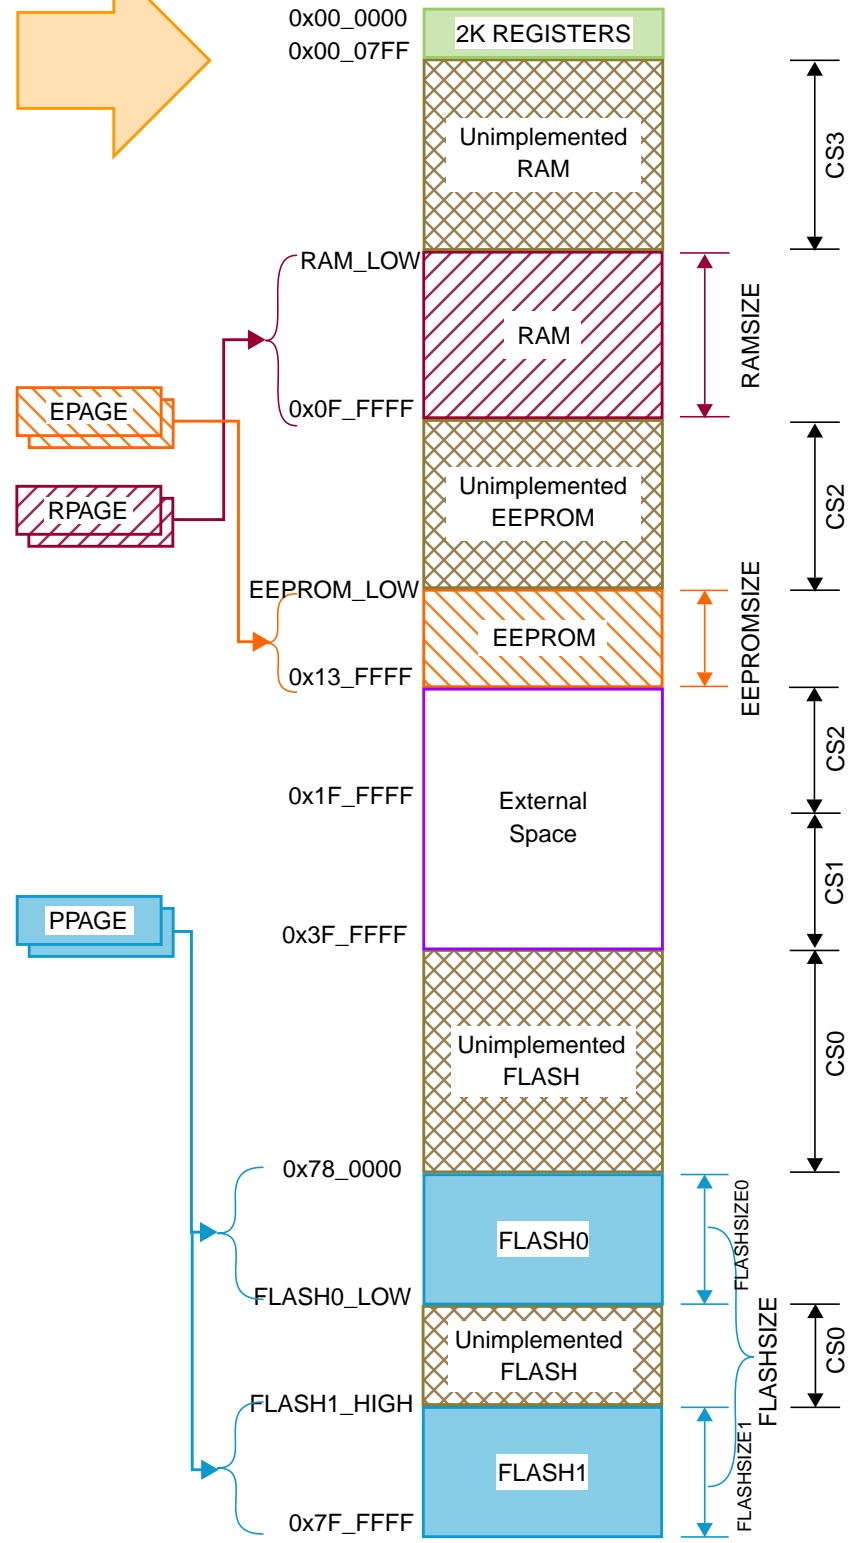 0x00_0000
2K REGISTERS
0x00_07FF
Unimplemented
RAM
CS3
RAM_LOW
RAM
RAMSIZE
0x0F_FFFF
EPAGE
RPAGE
Unimplemented
EEPROM
CS2
EEPROM_LOW
EEPROM
EEPROMSIZE
0x13_FFFF
CS2
0x1F_FFFF
External
Space
CS1
PPAGE
0x3F_FFFF
Unimplemented
FLASH
CS0
0x78_0000
FLASH0
FLASHSIZE0
FLASH0_LOW
Unimplemented
FLASH
FLASHSIZE
CS0
FLASH1_HIGH
FLASH1
FLASHSIZE1
0x7F_FFFF